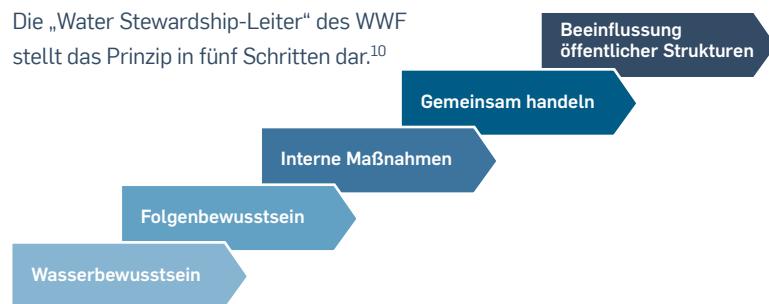 Die „Water Stewardship-Leiter“ des WWF
stellt das Prinzip in fünf Schritten dar.10
Beeinflussung
öffentlicher Strukturen
Gemeinsam handeln
Interne Maßnahmen
Folgenbewusstsein
Wasserbewusstsein